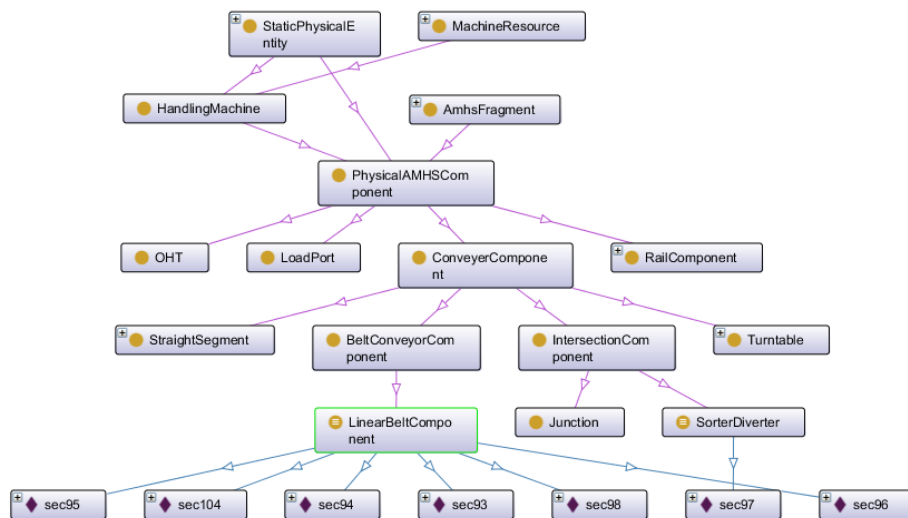 StaticPhysicalE
ntity
MachineResource
HandlingMachine
AmhsFragment
PhysicalAMHSCom
ponent
OHT
LoadPort
ConveyerCompone
nt
RailComponent
StraightSegment
BeltConveyorCom
ponent
IntersectionCom
ponent
Turntable
LinearBeltCompo
nent
Junction
SorterDiverter
sec95
sec104
sec94
sec93
sec98
sec97
sec96